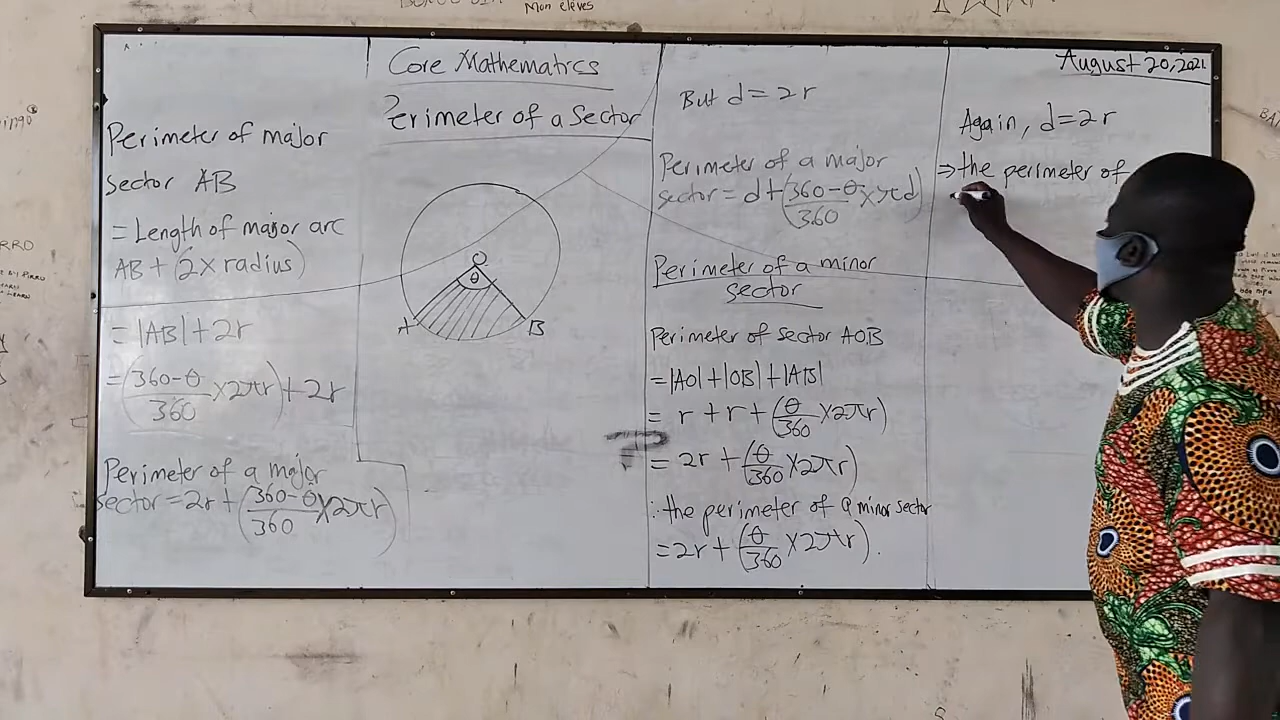 Mon elèves
August 20, 2021
Core Mathematics
Perimeter of a Sector
Perimeter of major
sector AB
= Length of major arc
AB + (2 x radius)
= |AB| + 2r
= (360-θ/360 x 2πr) + 2r
Perimeter of a major
sector = 2r + (360-θ/360 x 2πr)
O
θ
A
B
But d = 2r
Perimeter of a major
sector = d + (360-θ/360 x πd)
Perimeter of a minor
sector
Perimeter of sector AOB
= |AO| + |OB| + |AB|
= r + r + (θ/360 x 2πr)
?
= 2r + (θ/360 x 2πr)
∴ the perimeter of a minor sector
= 2r + (θ/360 x 2πr).
Again, d = 2r
⇒ the perimeter of